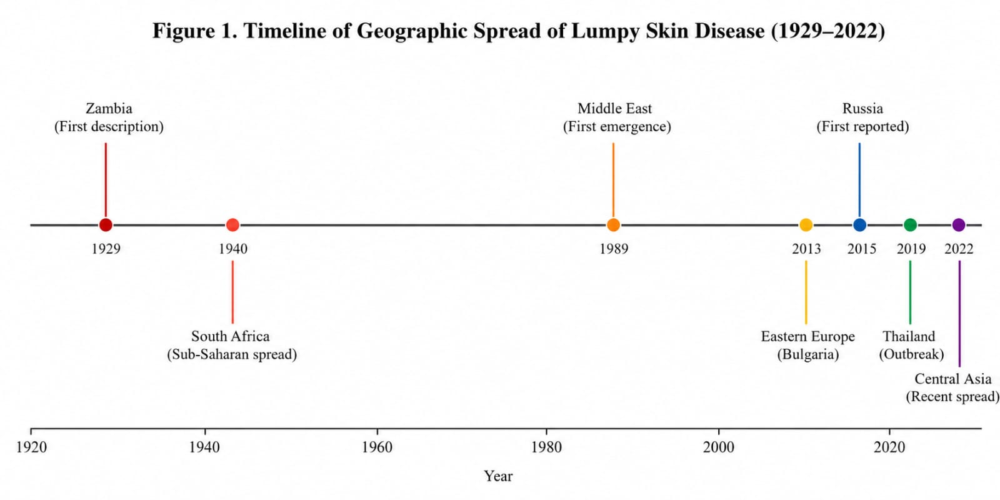 Figure 1. Timeline of Geographic Spread of Lumpy Skin Disease (1929–2022)
Zambia
(First description)
Middle East
(First emergence)
Russia
(First reported)
1929
1940
1989
2013
2015
2019
2022
South Africa
(Sub-Saharan spread)
Eastern Europe
(Bulgaria)
Thailand
(Outbreak)
Central Asia
(Recent spread)
1920
1940
1960
1980
2000
2020
Year